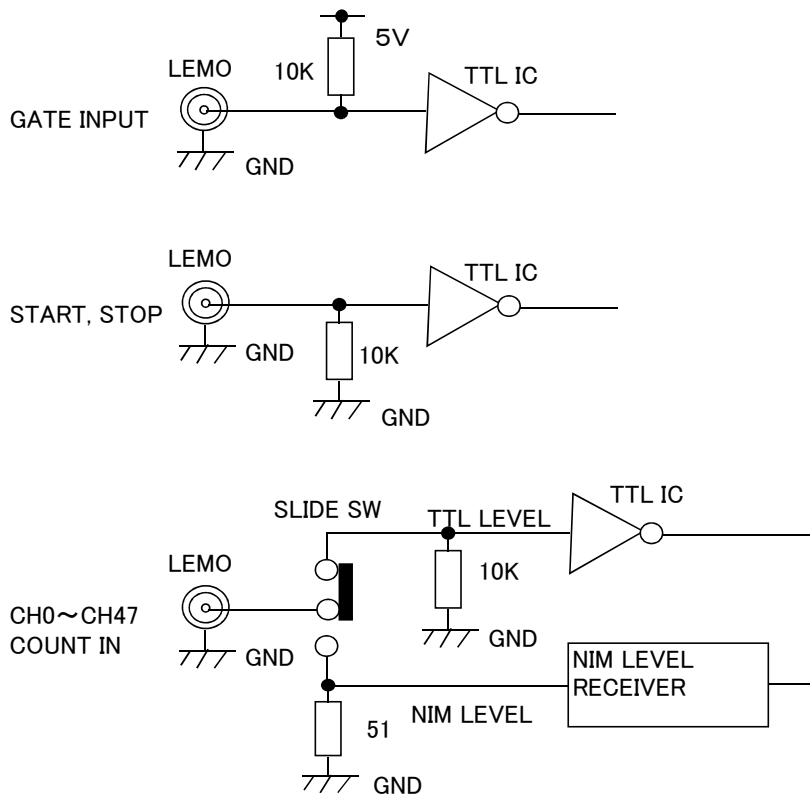 5V
10K
LEMO
TTL IC
GATE INPUT
GND
LEMO
TTL IC
START, STOP
GND
10K
GND
SLIDE SW
TTL LEVEL
TTL IC
LEMO
10K
CH0～CH47
COUNT IN
GND
GND
NIM LEVEL
RECEIVER
NIM LEVEL
51
GND